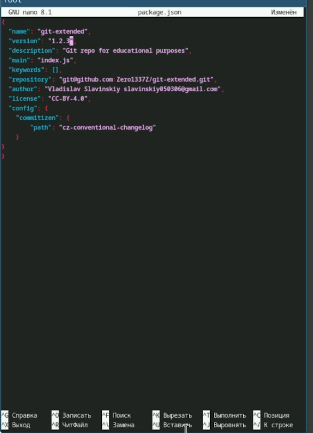 GNU nano 8.1 package.json Изменён
{
"name": "git-extended",
"version": "1.2.3",
"description": "Git repo for educational purposes",
"main": "index.js",
"keywords": [],
"repository": "git@github.com Zero1337Z/git-extended.git",
"author": "Vladislav Slavinskiy slavinskiy050306@gmail.com",
"license": "CC-BY-4.0",
"config": {
"commitizen": {
"path": "cz-conventional-changelog"
}
}
}
^G Справка ^O Записать ^F Поиск ^K Вырезать ^T Выполнить ^C Позиция
^X Выход ^R ЧитФайл ^\ Замена ^U Вставить ^J Выровнять ^/ К строке